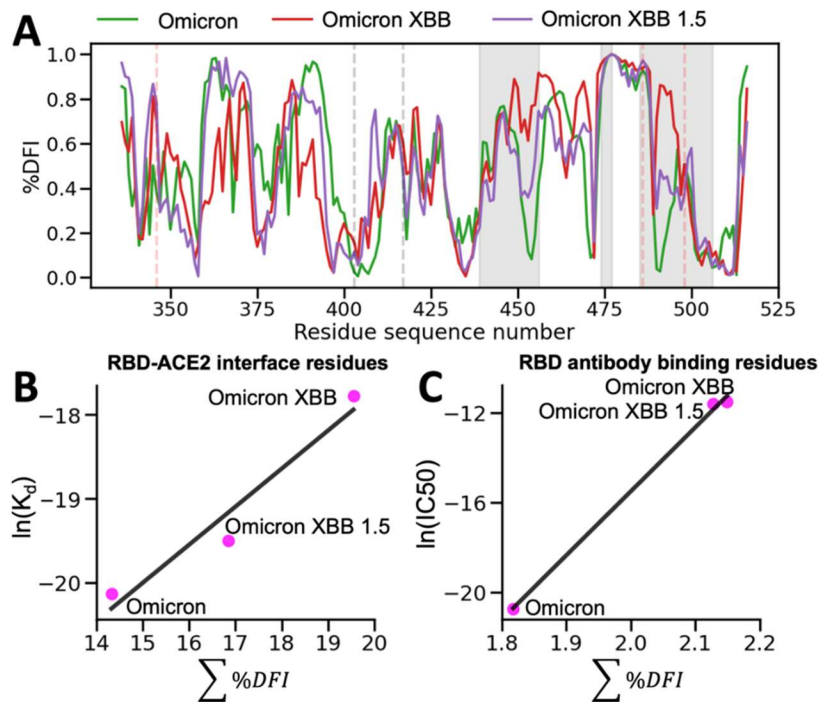 A
Omicron
Omicron XBB
Omicron XBB 1.5
%DFI
1.0
0.8
0.6
0.4
0.2
0.0
350
375
400
425
450
475
500
525
Residue sequence number
B
RBD-ACE2 interface residues
ln(Kd)
−18
−19
−20
Omicron XBB
Omicron XBB 1.5
Omicron
14
15
16
17
18
19
20
∑ %DFI
C
RBD antibody binding residues
ln(IC50)
−12
−16
−20
Omicron XBB
Omicron XBB 1.5
Omicron
1.8
1.9
2.0
2.1
2.2
∑ %DFI